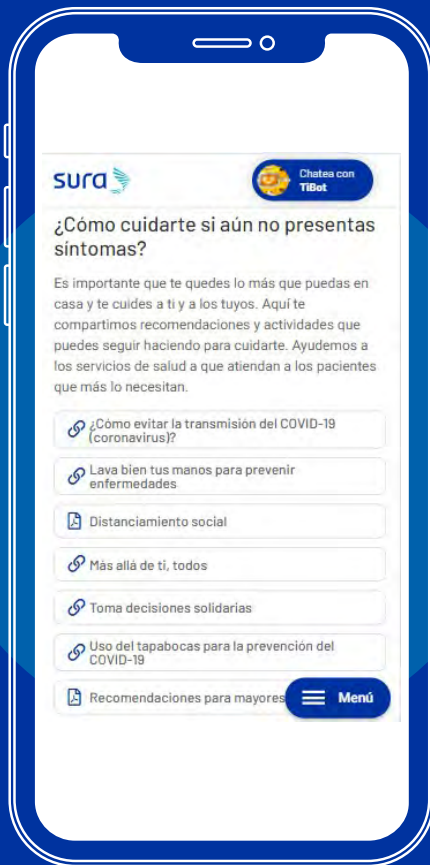 sura
Chatea con
TiBot
¿Cómo cuidarte si aún no presentas
síntomas?
Es importante que te quedes lo más que puedas en
casa y te cuides a ti y a los tuyos. Aquí te
compartimos recomendaciones y actividades que
puedes seguir haciendo para cuidarte. Ayudemos a
los servicios de salud a que atiendan a los pacientes
que más lo necesitan.
¿Cómo evitar la transmisión del COVID-19
(coronavirus)?
Lava bien tus manos para prevenir
enfermedades
Distanciamiento social
Más allá de ti, todos
Toma decisiones solidarias
Uso del tapabocas para la prevención del
COVID-19
Recomendaciones para mayores
Menú